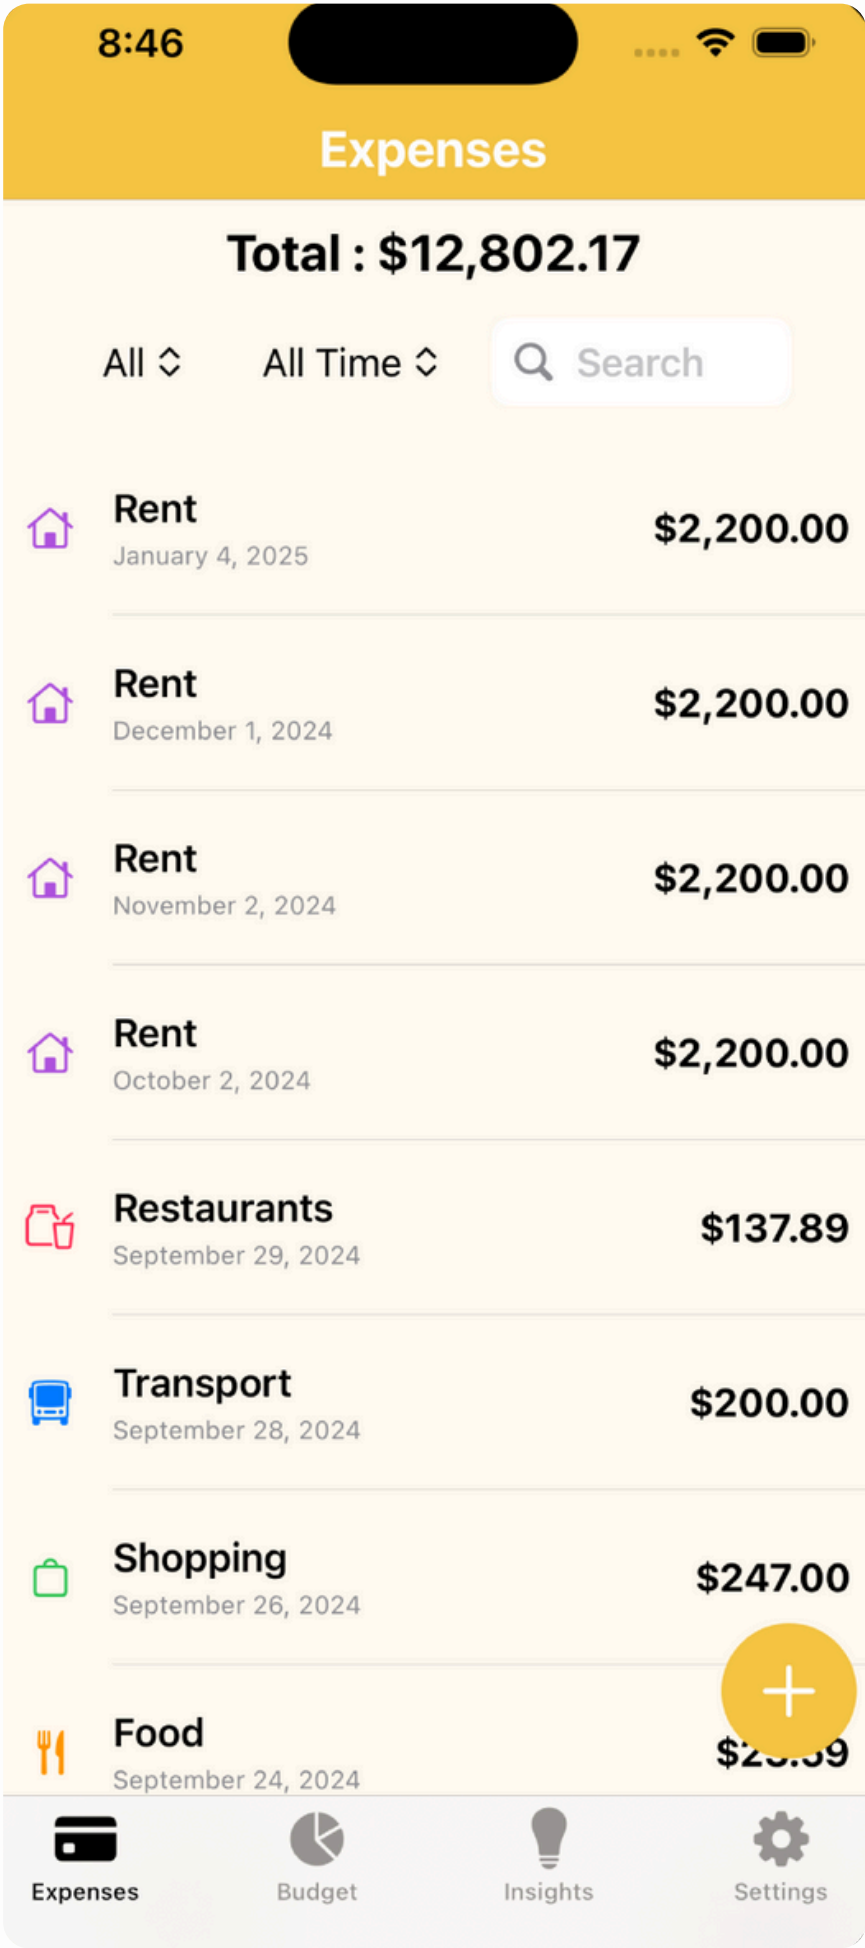 8:46
Expenses
Total : $12,802.17
All All Time Search
Rent
$2,200.00
January 4, 2025
Rent
$2,200.00
December 1, 2024
Rent
$2,200.00
November 2, 2024
Rent
$2,200.00
October 2, 2024
Restaurants
$137.89
September 29, 2024
Transport
$200.00
September 28, 2024
Shopping
$247.00
September 26, 2024
Food
September 24, 2024
Expenses Budget Insights Settings